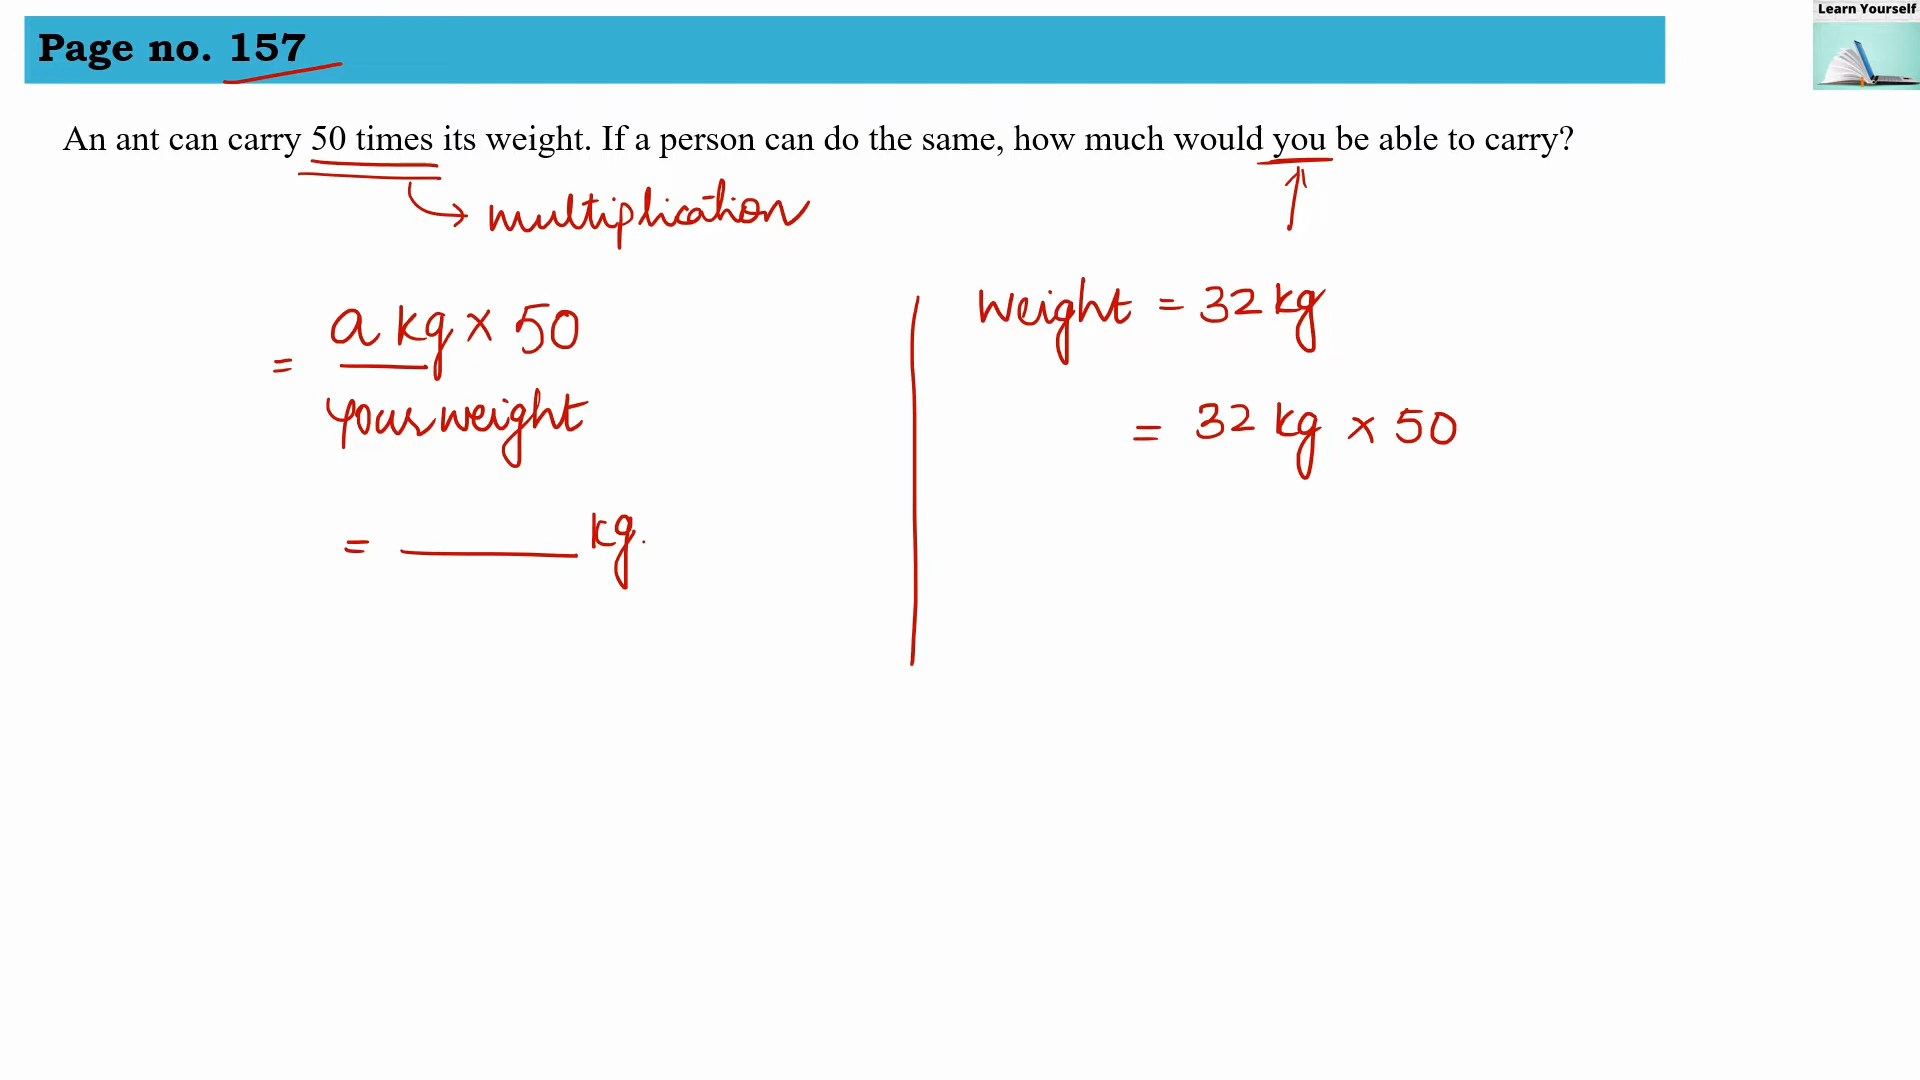 Learn Yourself
Page no. 157
An ant can carry 50 times its weight. If a person can do the same, how much would you be able to carry?
multiplication
= a kg × 50
your weight
= ______ kg.
weight = 32 kg
= 32 kg × 50